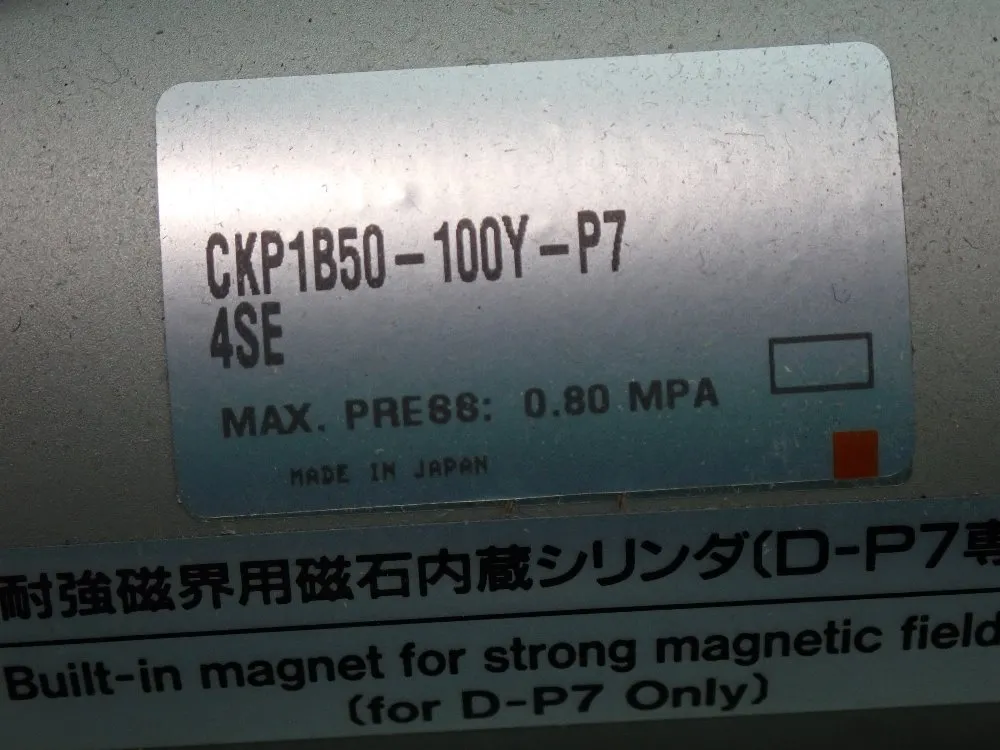 CKP1B50-100Y-P7
4SE
MAX. PRESS: 0.80 MPA
MADE IN JAPAN
耐強磁界用磁石内蔵シリンダ(D-P7専
Built-in magnet for strong magnetic field
(for D-P7 Only)